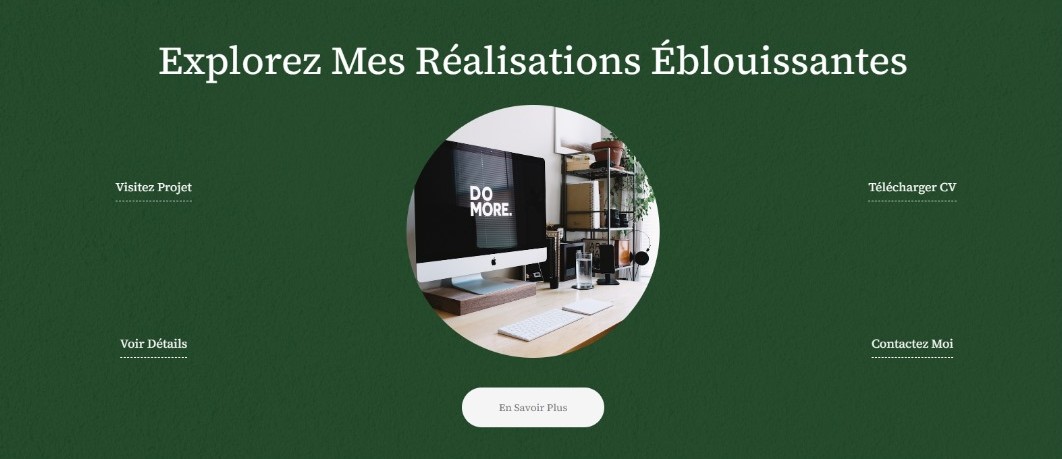 Explorez Mes Réalisations Éblouissantes
Visitez Projet
Télécharger CV
DO
MORE.
Voir Détails
Contactez Moi
En Savoir Plus